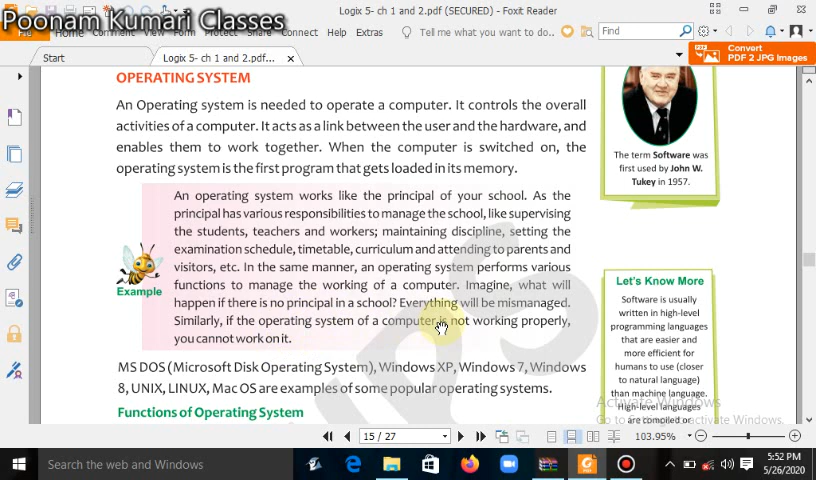 Poonam Kumari Classes
Logix 5- ch 1 and 2.pdf (SECURED) - Foxit Reader
File Home Comment View Form Protect Share Connect Help Extras Tell me what you want to do.. Find
Start Logix 5- ch 1 and 2.pdf (SECURED)
Convert
PDF 2 JPG Images
OPERATING SYSTEM
An Operating system is needed to operate a computer. It controls the overall
activities of a computer. It acts as a link between the user and the hardware, and
enables them to work together. When the computer is switched on, the
operating system is the first program that gets loaded in its memory.
The term Software was
first used by John W.
Tukey in 1957.
An operating system works like the principal of your school. As the
principal has various responsibilities to manage the school, like supervising
the students, teachers and workers; maintaining discipline, setting the
examination schedule, timetable, curriculum and attending to parents and
visitors, etc. In the same manner, an operating system performs various
functions to manage the working of a computer. Imagine, what will
happen if there is no principal in a school? Everything will be mismanaged.
Similarly, if the operating system of a computer is not working properly,
you cannot work on it.
Example
Let's Know More
Software is usually
written in high-level
programming languages
that are easier and
more efficient for
humans to use (closer
to natural language)
than machine language.
High-level languages
are compiled or
MS DOS (Microsoft Disk Operating System), Windows XP, Windows 7, Windows
8, UNIX, LINUX, Mac OS are examples of some popular operating systems.
Functions of Operating System
Activate Windows
Go to Settings to activate Windows.
15 / 27
103.95%
Search the web and Windows
5:52 PM
5/26/2020